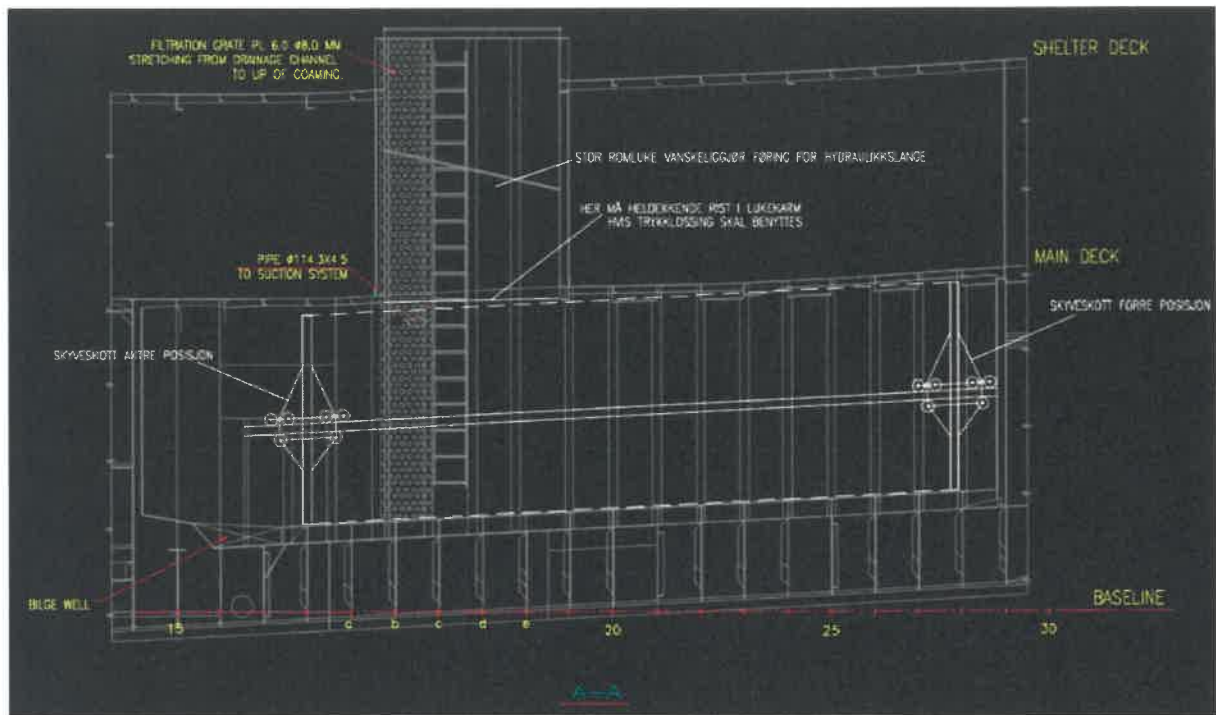 FILTRATION GRATE PL 6.0 Ø8.0 MM
STRETCHING FROM DRAINAGE CHANNEL
TO UP OF COAMING.
SHELTER DECK
STOR ROMLUKE VANSKELIGGJØR FØRING FOR HYDRAULIKKSLANGE
HER MÅ HELDEKKENDE RIST I LUKEKARM
HVIS TRYKKLOSSING SKAL BENYTTES
PIPE Ø114.3X4.5
TO SUCTION SYSTEM
MAIN DECK
SKYVESKOTT FORRE POSISJON
SKYVESKOTT AKTRE POSISJON
BILGE WELL
BASELINE
15 a b c d e 20 25 30
A-A